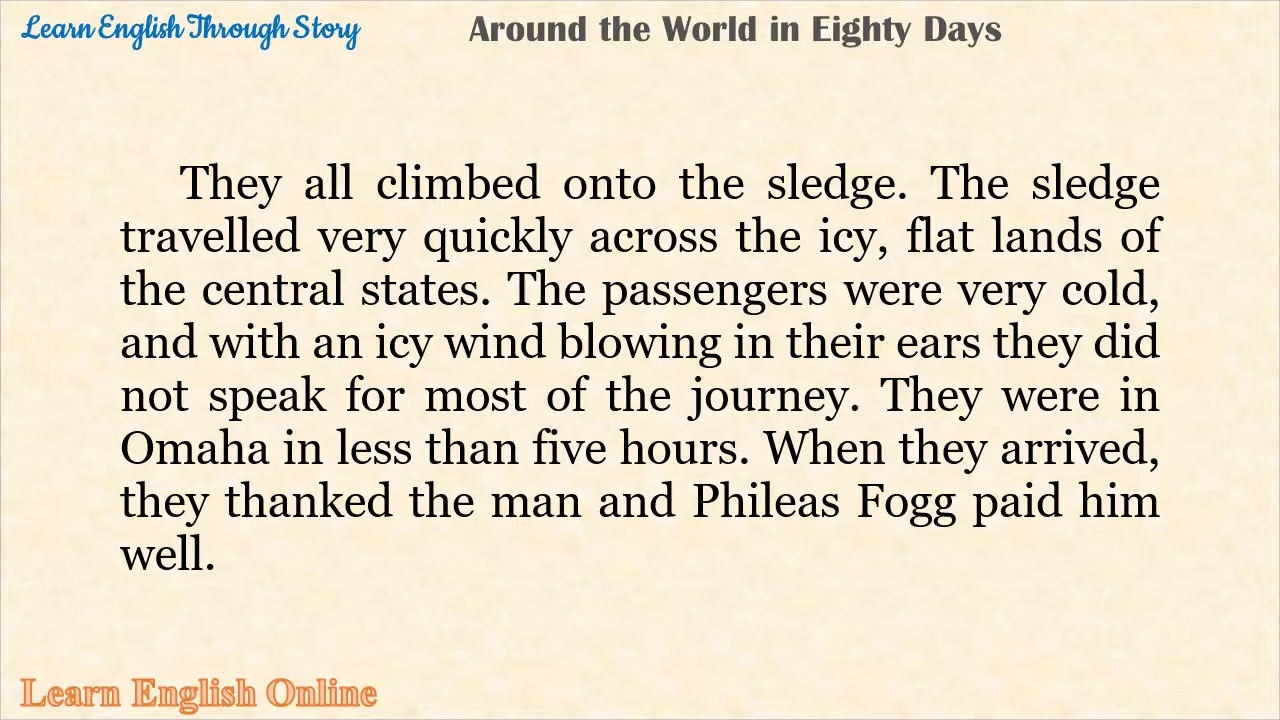 Learn English Through Story
Around the World in Eighty Days
They all climbed onto the sledge. The sledge
travelled very quickly across the icy, flat lands of
the central states. The passengers were very cold,
and with an icy wind blowing in their ears they did
not speak for most of the journey. They were in
Omaha in less than five hours. When they arrived,
they thanked the man and Phileas Fogg paid him
well.
Learn English Online